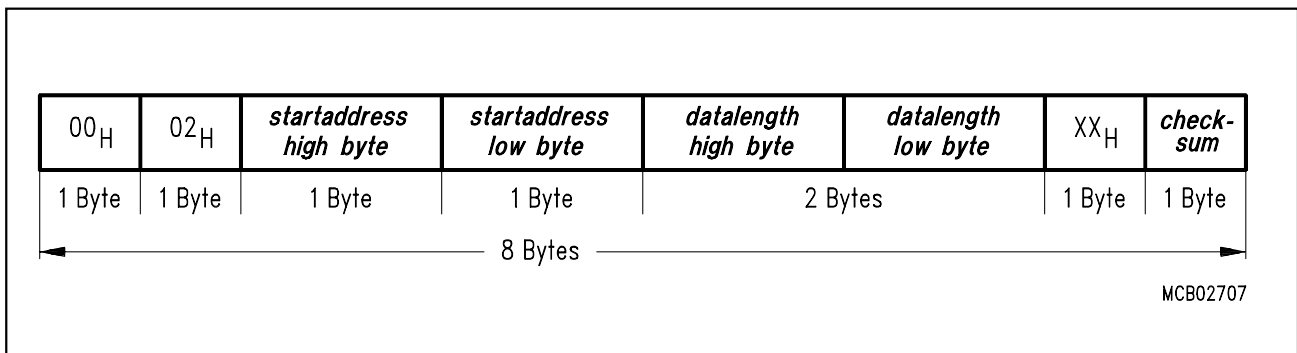 00H
02H
startaddress
high byte
startaddress
low byte
datalength
high byte
datalength
low byte
XXH
check-
sum
1 Byte
1 Byte
1 Byte
1 Byte
2 Bytes
1 Byte
1 Byte
8 Bytes
MCB02707